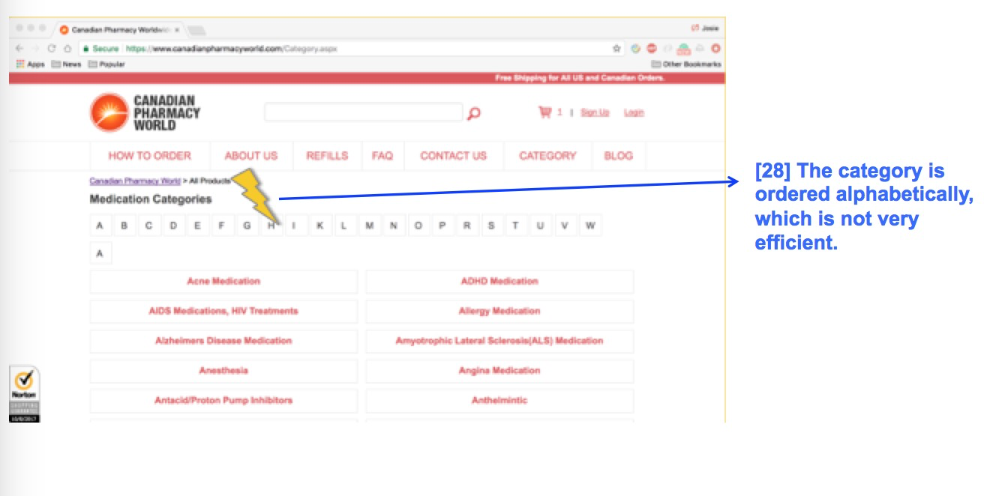 Canadian Pharmacy Worldwid ×
Josie
Secure https://www.canadianpharmacyworld.com/Category.aspx
Apps News Popular Other Bookmarks
Free Shipping for All US and Canadian Orders.
CANADIAN
PHARMACY
WORLD
1 | Sign Up Login
HOW TO ORDER ABOUT US REFILLS FAQ CONTACT US CATEGORY BLOG
Canadian Pharmacy World > All Products
Medication Categories
A B C D E F G H I K L M N O P R S T U V W
A
Acne Medication ADHD Medication
AIDS Medications, HIV Treatments Allergy Medication
Alzheimers Disease Medication Amyotrophic Lateral Sclerosis(ALS) Medication
Anesthesia Angina Medication
Antacid/Proton Pump Inhibitors Anthelmintic
Norton
SHOPPING
GUARANTEE
[28] The category is
ordered alphabetically,
which is not very
efficient.